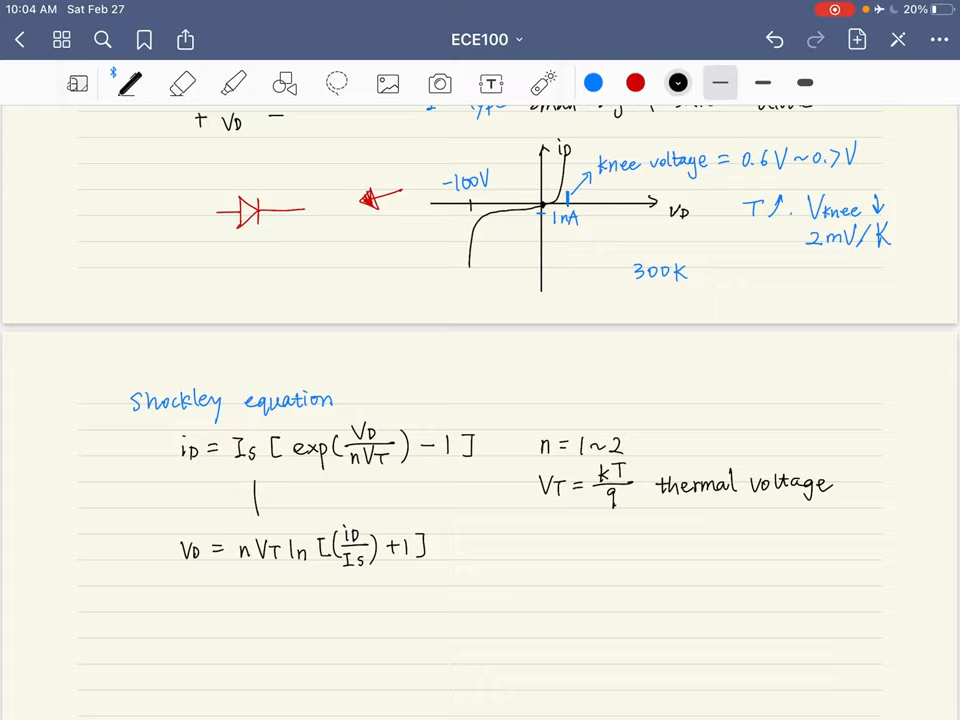 10:04 AM Sat Feb 27
20%
ECE100
T
+ VD −
iD
knee voltage = 0.6V ~ 0.7V
-100V
VD
T↗. Vknee ↓
1nA
2mV/K
300K
Shockley equation
iD = Is [ exp(VD/nVT) − 1 ]
n = 1 ~ 2
VT = kT/q thermal voltage
VD = n VT ln [(iD/Is) + 1 ]